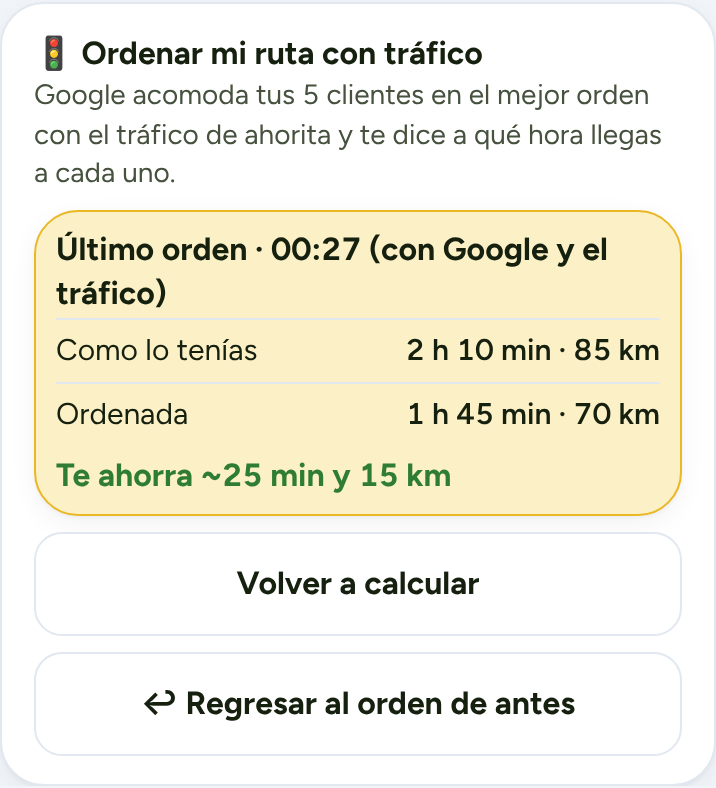 🚦 Ordenar mi ruta con tráfico
Google acomoda tus 5 clientes en el mejor orden
con el tráfico de ahorita y te dice a qué hora llegas
a cada uno.
Último orden · 00:27 (con Google y el
tráfico)
Como lo tenías 2 h 10 min · 85 km
Ordenada 1 h 45 min · 70 km
Te ahorra ~25 min y 15 km
Volver a calcular
↩ Regresar al orden de antes